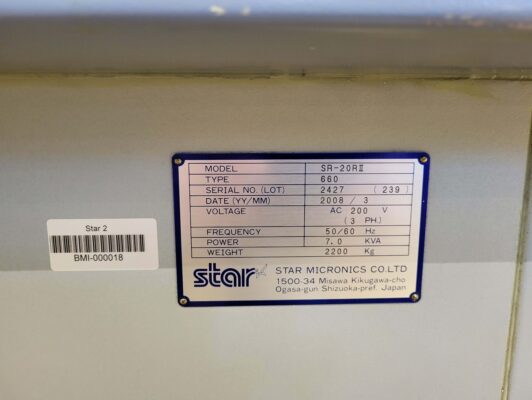 MODEL SR-20RⅡ
TYPE 660
SERIAL NO. (LOT) 2427 ( 239 )
DATE (YY/MM) 2008 / 3
VOLTAGE AC 200 V
( 3 PH.)
FREQUENCY 50/60 Hz
POWER 7.0 KVA
WEIGHT 2200 Kg
star STAR MICRONICS CO.LTD
1500-34 Misawa Kikugawa-cho
Ogasa-gun Shizuoka-pref. Japan
Star 2
BMI-000018